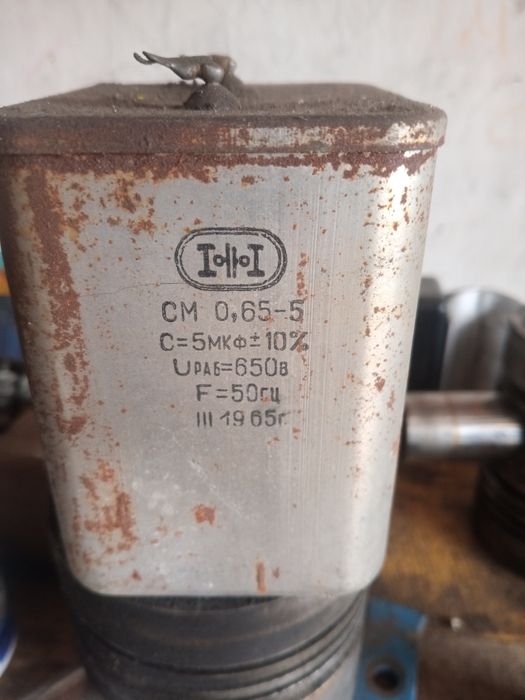 СМ 0,65-5
С=5мкф±10%
Uраб=650в
F=50гц
III 1965г